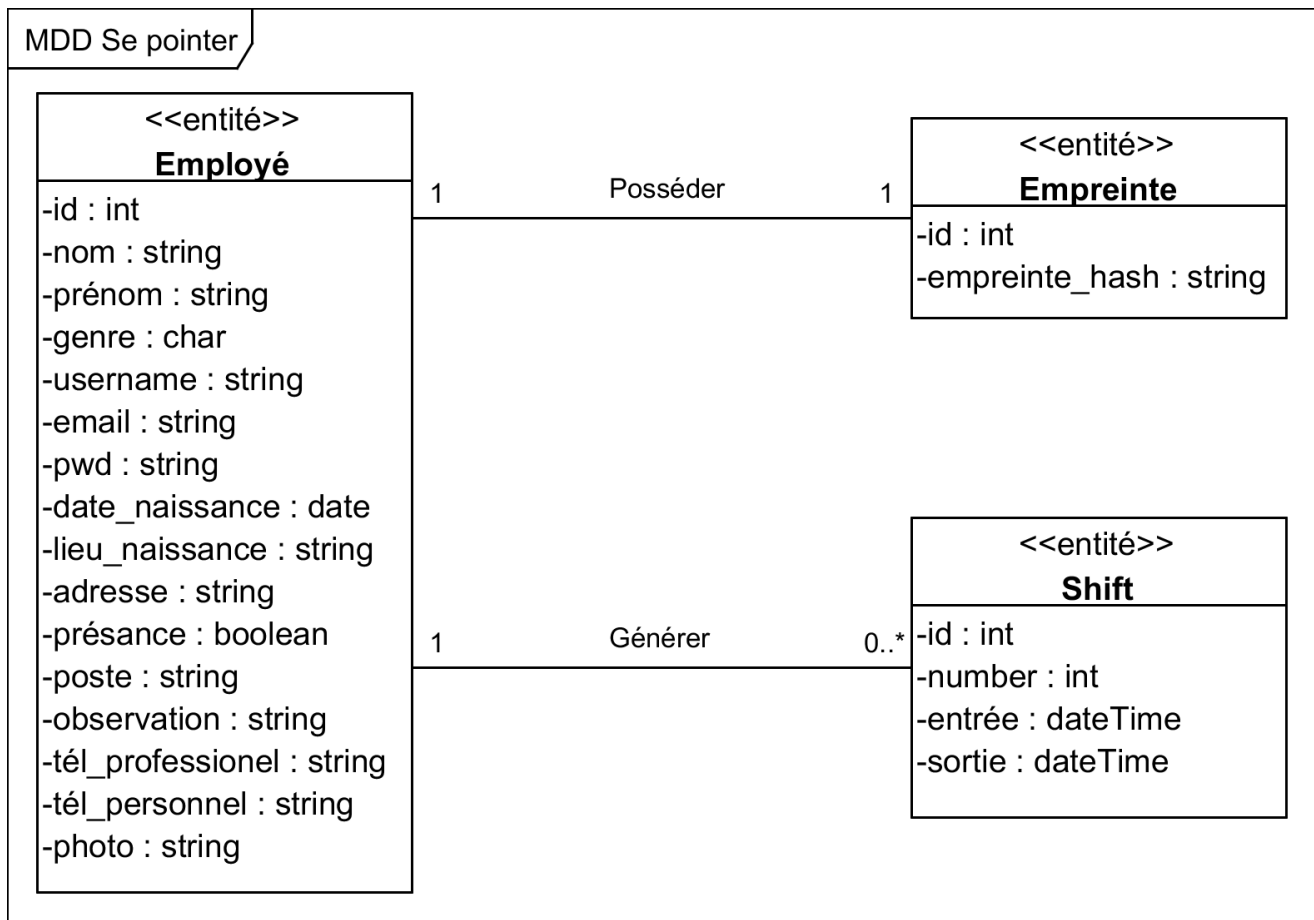 MDD Se pointer
<<entité>>
Employé
-id : int
-nom : string
-prénom : string
-genre : char
-username : string
-email : string
-pwd : string
-date_naissance : date
-lieu_naissance : string
-adresse : string
-présance : boolean
-poste : string
-observation : string
-tél_professionel : string
-tél_personnel : string
-photo : string
1 Posséder 1
<<entité>>
Empreinte
-id : int
-empreinte_hash : string
1 Générer 0..*
<<entité>>
Shift
-id : int
-number : int
-entrée : dateTime
-sortie : dateTime